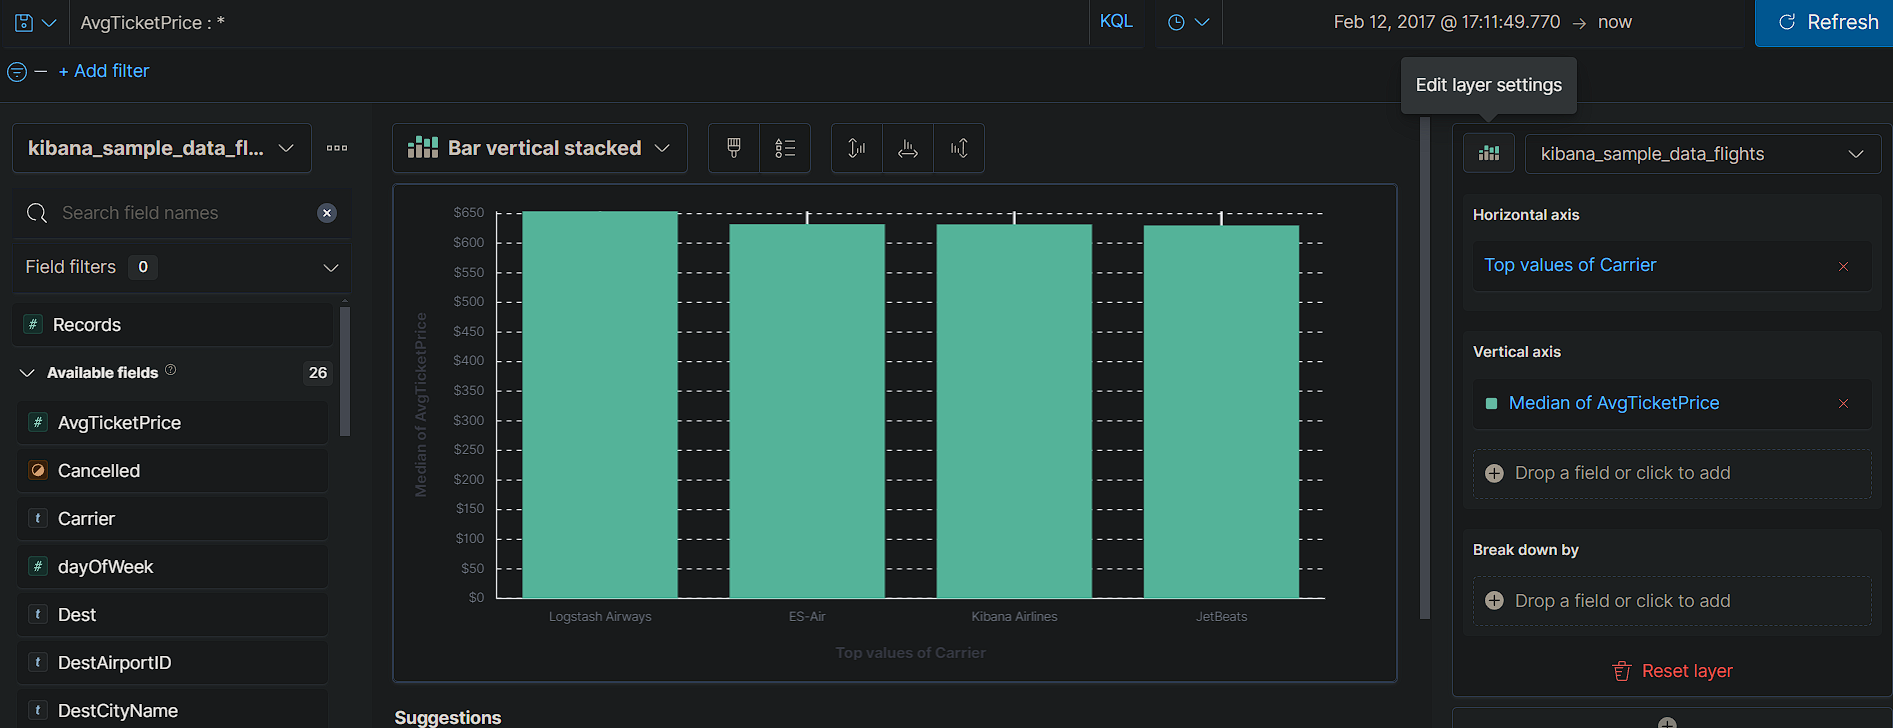 AvgTicketPrice : *
KQL
Feb 12, 2017 @ 17:11:49.770 → now
Refresh
+ Add filter
Edit layer settings
kibana_sample_data_fl...
Search field names
Field filters 0
# Records
Available fields ? 26
# AvgTicketPrice
Cancelled
t Carrier
# dayOfWeek
t Dest
t DestAirportID
t DestCityName
Bar vertical stacked
Median of AvgTicketPrice
$650
$600
$550
$500
$450
$400
$350
$300
$250
$200
$150
$100
$50
$0
Logstash Airways ES-Air Kibana Airlines JetBeats
Top values of Carrier
Suggestions
kibana_sample_data_flights
Horizontal axis
Top values of Carrier
Vertical axis
Median of AvgTicketPrice
Drop a field or click to add
Break down by
Drop a field or click to add
Reset layer